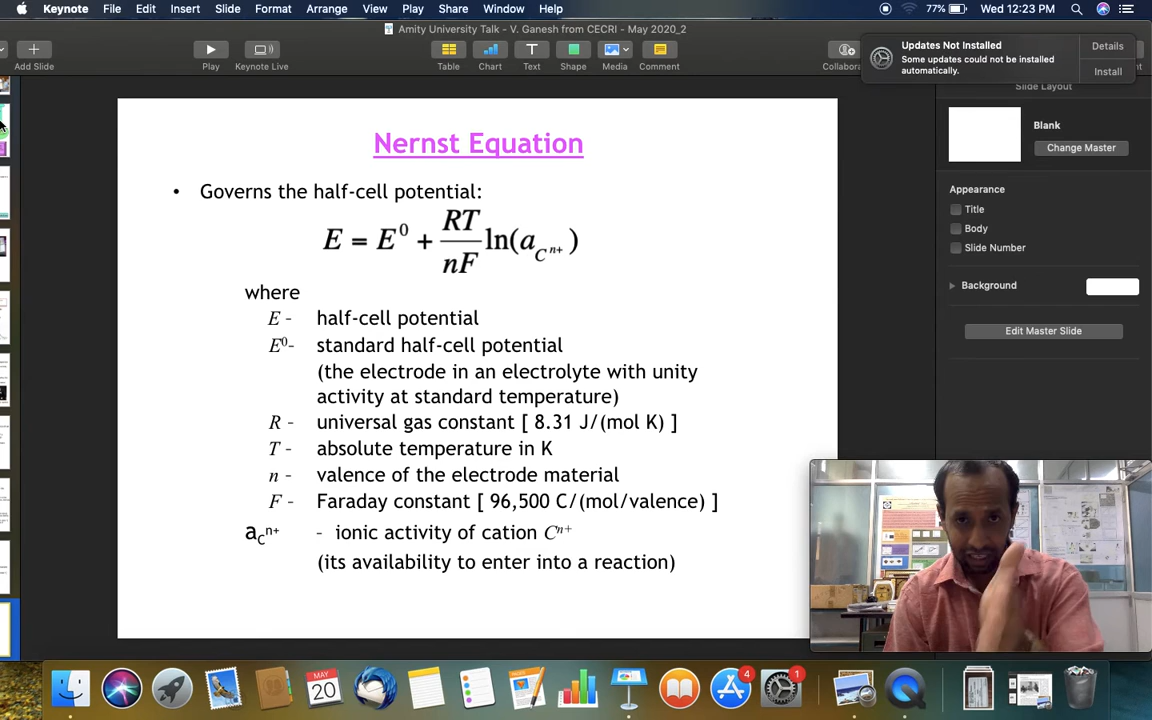 Keynote File Edit Insert Slide Format Arrange View Play Share Window Help 77% Wed 12:23 PM
Amity University Talk - V. Ganesh from CECRI - May 2020_2
Add Slide Play Keynote Live Table Chart Text Shape Media Comment Collabora
Updates Not Installed
Some updates could not be installed
automatically.
Details
Install
Slide Layout
Blank
Change Master
Appearance
Title
Body
Slide Number
Background
Edit Master Slide
Nernst Equation
• Governs the half-cell potential:
E = E⁰ + RT/nF ln(a_Cⁿ⁺)
where
E - half-cell potential
E⁰- standard half-cell potential
(the electrode in an electrolyte with unity
activity at standard temperature)
R - universal gas constant [ 8.31 J/(mol K) ]
T - absolute temperature in K
n - valence of the electrode material
F - Faraday constant [ 96,500 C/(mol/valence) ]
a_Cⁿ⁺ - ionic activity of cation Cⁿ⁺
(its availability to enter into a reaction)
MAY
20
4
1